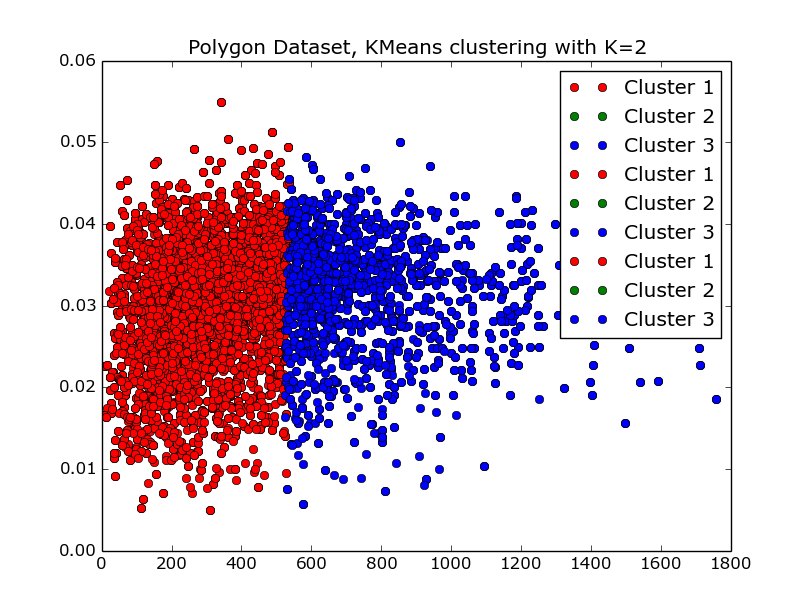 Polygon Dataset, KMeans clustering with K=2
0.06
0.05
0.04
0.03
0.02
0.01
0.00
Cluster 1
Cluster 2
Cluster 3
Cluster 1
Cluster 2
Cluster 3
Cluster 1
Cluster 2
Cluster 3
0 200 400 600 800 1000 1200 1400 1600 1800